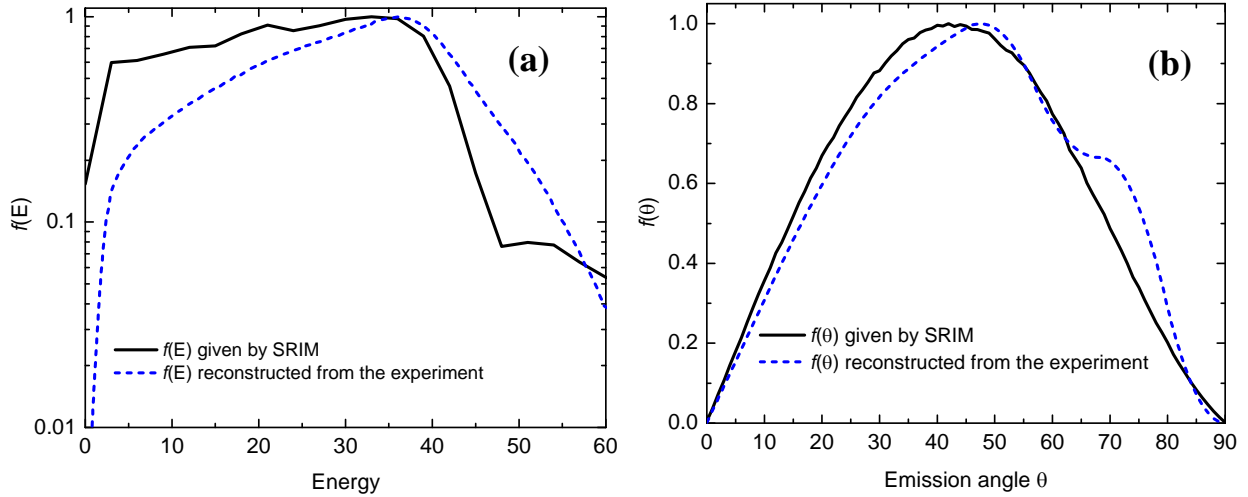 (a)
f(E)
1
0.1
0.01
f(E) given by SRIM
f(E) reconstructed from the experiment
0 10 20 30 40 50 60
Energy
(b)
f(θ)
1.0
0.8
0.6
0.4
0.2
0.0
f(θ) given by SRIM
f(θ) reconstructed from the experiment
0 10 20 30 40 50 60 70 80 90
Emission angle θ